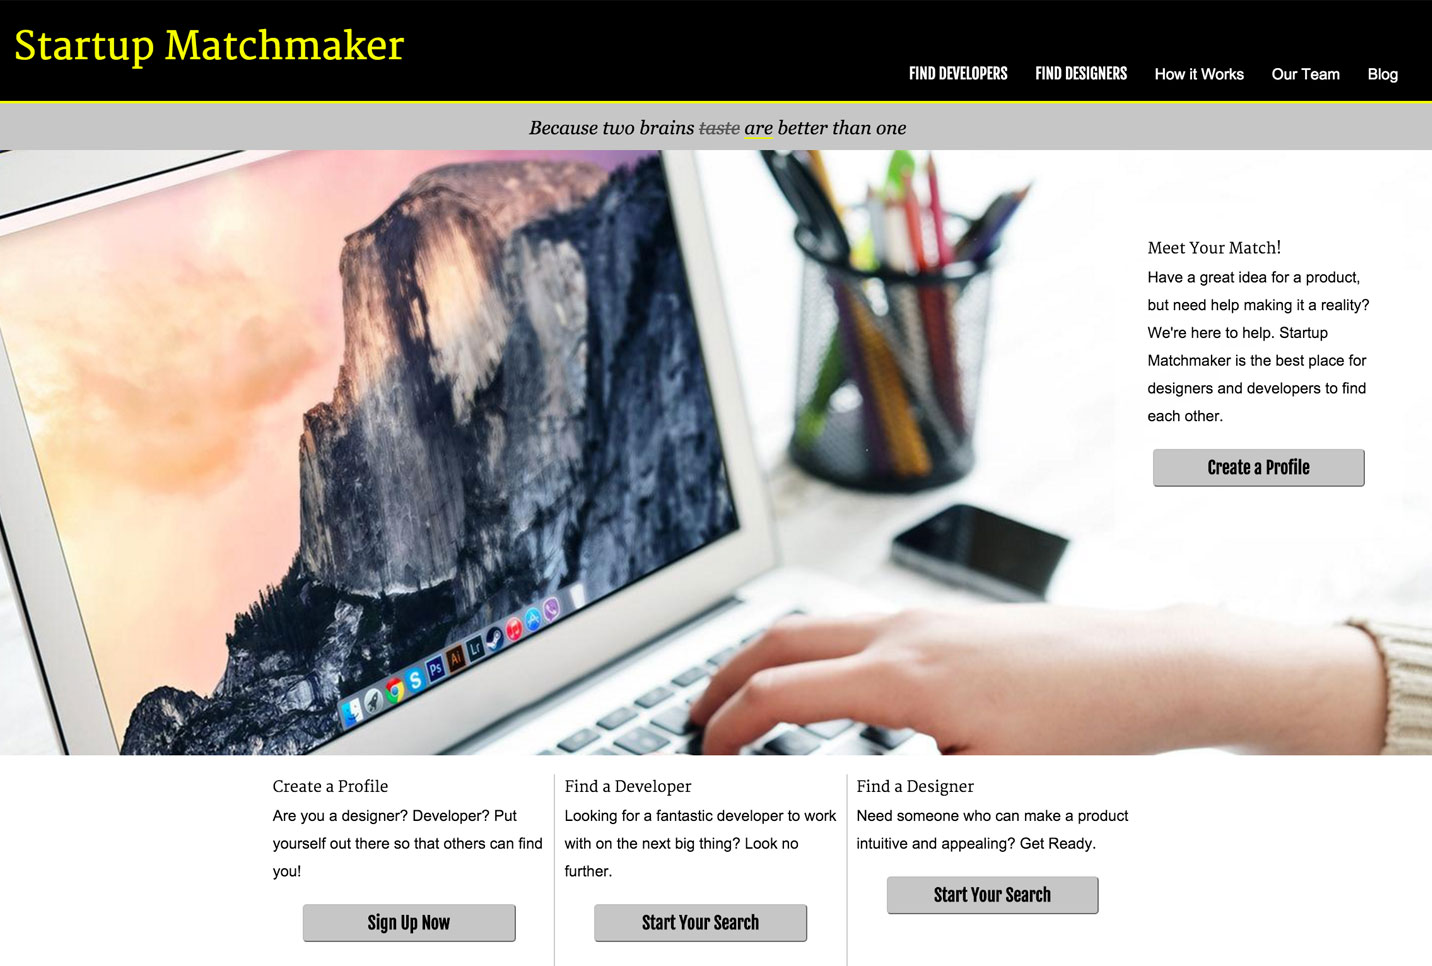 Startup Matchmaker
FIND DEVELOPERS FIND DESIGNERS How it Works Our Team Blog
Because two brains taste are better than one
Meet Your Match!
Have a great idea for a product,
but need help making it a reality?
We're here to help. Startup
Matchmaker is the best place for
designers and developers to find
each other.
Create a Profile
Ps
Ai
Lr
Create a Profile
Are you a designer? Developer? Put
yourself out there so that others can find
you!
Sign Up Now
Find a Developer
Looking for a fantastic developer to work
with on the next big thing? Look no
further.
Start Your Search
Find a Designer
Need someone who can make a product
intuitive and appealing? Get Ready.
Start Your Search